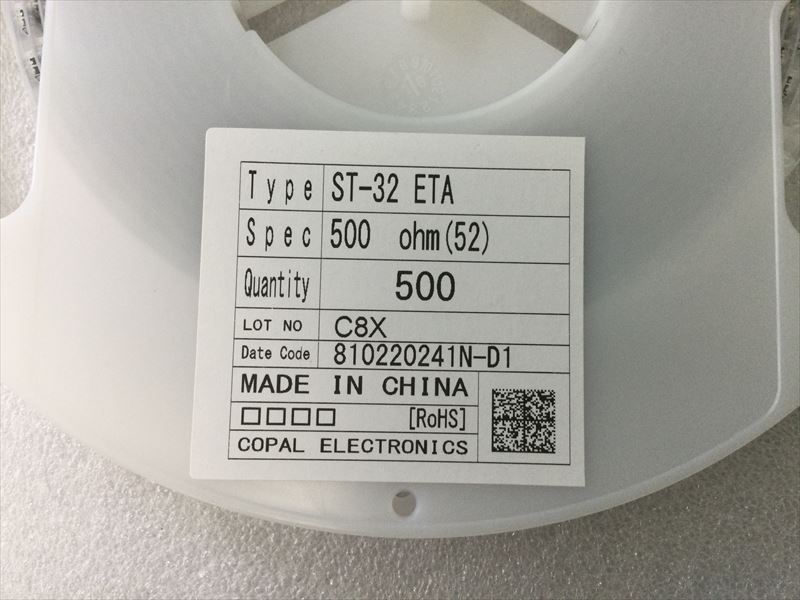 Type ST-32 ETA
Spec 500 ohm(52)
Quantity 500
LOT NO C8X
Date Code 810220241N-D1
MADE IN CHINA
□□□□ [RoHS]
COPAL ELECTRONICS